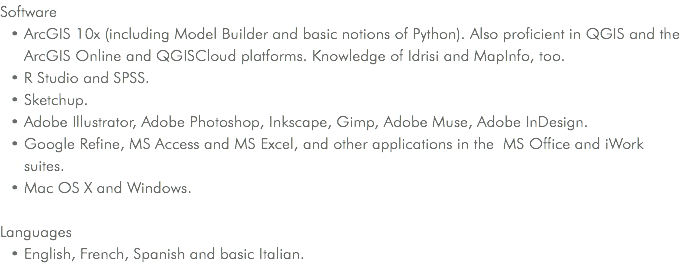 Software
• ArcGIS 10x (including Model Builder and basic notions of Python). Also proficient in QGIS and the
ArcGIS Online and QGISCloud platforms. Knowledge of Idrisi and MapInfo, too.
• R Studio and SPSS.
• Sketchup.
• Adobe Illustrator, Adobe Photoshop, Inkscape, Gimp, Adobe Muse, Adobe InDesign.
• Google Refine, MS Access and MS Excel, and other applications in the  MS Office and iWork
suites.
• Mac OS X and Windows.
Languages
• English, French, Spanish and basic Italian.